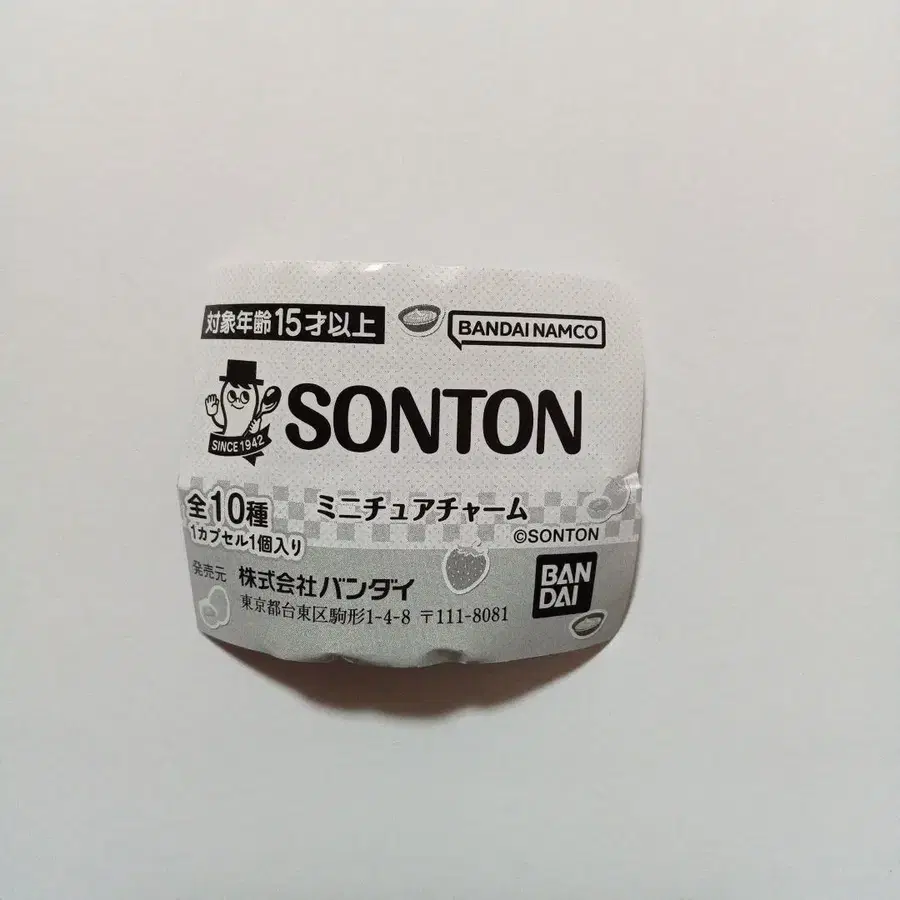 対象年齢15才以上
BANDAI NAMCO
SINCE 1942
SONTON
全10種
ミニチュアチャーム
1カプセル1個入り
©SONTON
発売元 株式会社バンダイ
東京都台東区駒形1-4-8 〒111-8081
BAN
DAI